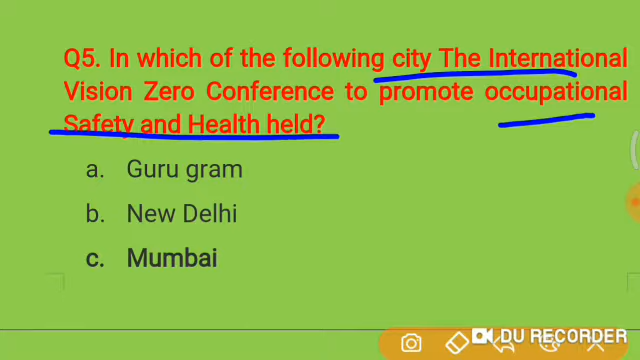 Q5. In which of the following city The International
Vision Zero Conference to promote occupational
Safety and Health held?
a. Guru gram
b. New Delhi
c. Mumbai
DU RECORDER